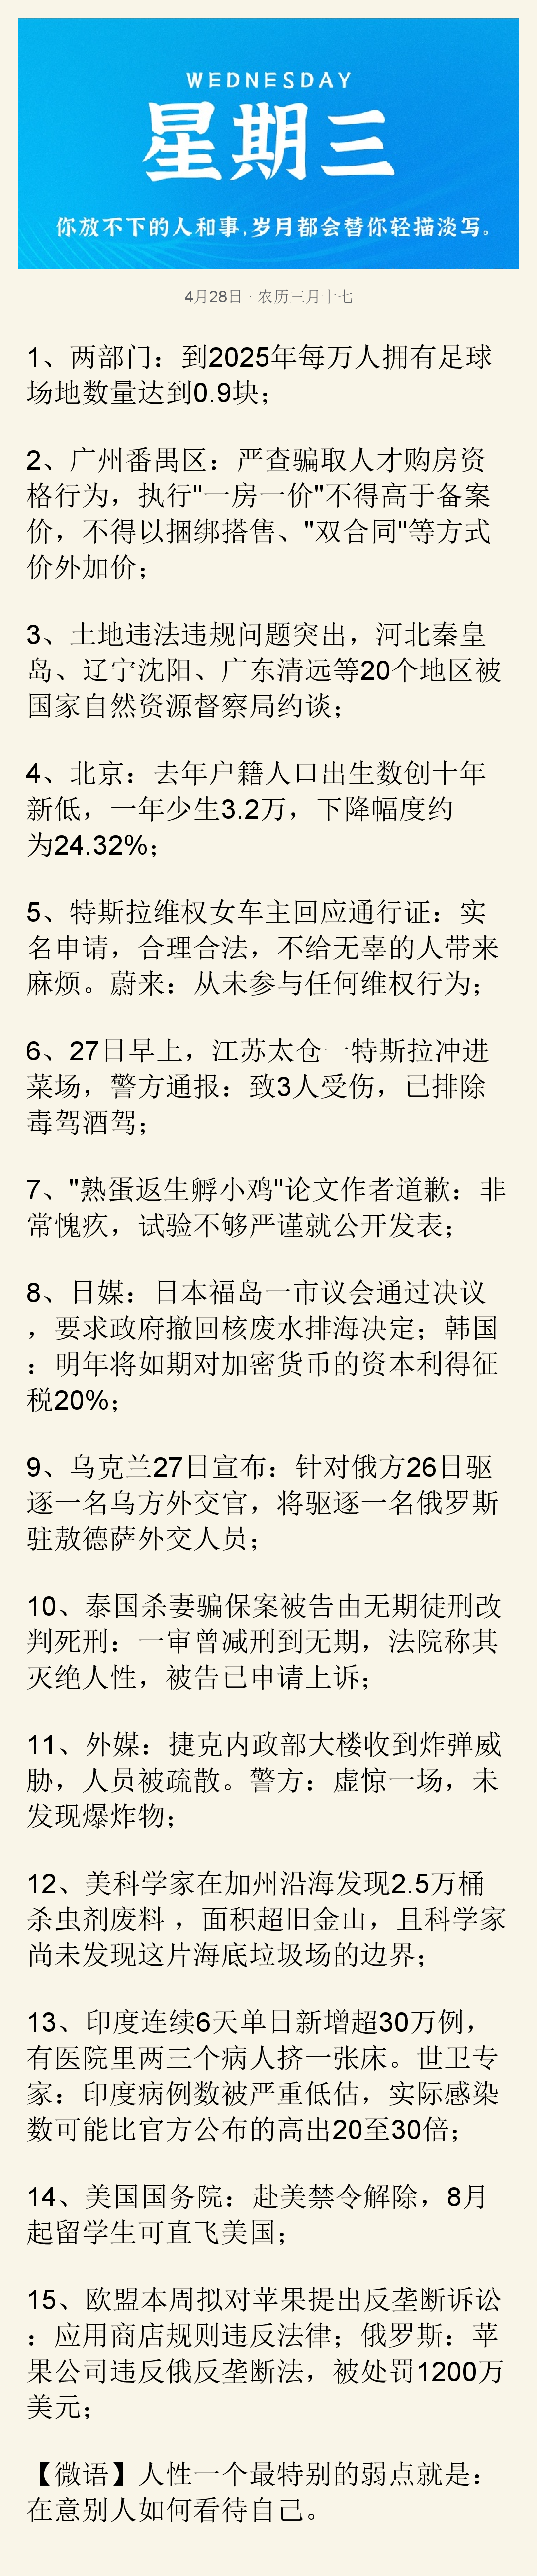 WEDNESDAY
星期三
你放不下的人和事,岁月都会替你轻描淡写。
4月28日 · 农历三月十七
1、两部门：到2025年每万人拥有足球
场地数量达到0.9块；
2、广州番禺区：严查骗取人才购房资
格行为，执行"一房一价"不得高于备案
价，不得以捆绑搭售、"双合同"等方式
价外加价；
3、土地违法违规问题突出，河北秦皇
岛、辽宁沈阳、广东清远等20个地区被
国家自然资源督察局约谈；
4、北京：去年户籍人口出生数创十年
新低，一年少生3.2万，下降幅度约
为24.32%；
5、特斯拉维权女车主回应通行证：实
名申请，合理合法，不给无辜的人带来
麻烦。蔚来：从未参与任何维权行为；
6、27日早上，江苏太仓一特斯拉冲进
菜场，警方通报：致3人受伤，已排除
毒驾酒驾；
7、"熟蛋返生孵小鸡"论文作者道歉：非
常愧疚，试验不够严谨就公开发表；
8、日媒：日本福岛一市议会通过决议
，要求政府撤回核废水排海决定；韩国
：明年将如期对加密货币的资本利得征
税20%；
9、乌克兰27日宣布：针对俄方26日驱
逐一名乌方外交官，将驱逐一名俄罗斯
驻敖德萨外交人员；
10、泰国杀妻骗保案被告由无期徒刑改
判死刑：一审曾减刑到无期，法院称其
灭绝人性，被告已申请上诉；
11、外媒：捷克内政部大楼收到炸弹威
胁，人员被疏散。警方：虚惊一场，未
发现爆炸物；
12、美科学家在加州沿海发现2.5万桶
杀虫剂废料 ，面积超旧金山，且科学家
尚未发现这片海底垃圾场的边界；
13、印度连续6天单日新增超30万例，
有医院里两三个病人挤一张床。世卫专
家：印度病例数被严重低估，实际感染
数可能比官方公布的高出20至30倍；
14、美国国务院：赴美禁令解除，8月
起留学生可直飞美国；
15、欧盟本周拟对苹果提出反垄断诉讼
：应用商店规则违反法律；俄罗斯：苹
果公司违反俄反垄断法，被处罚1200万
美元；
【微语】人性一个最特别的弱点就是：
在意别人如何看待自己。